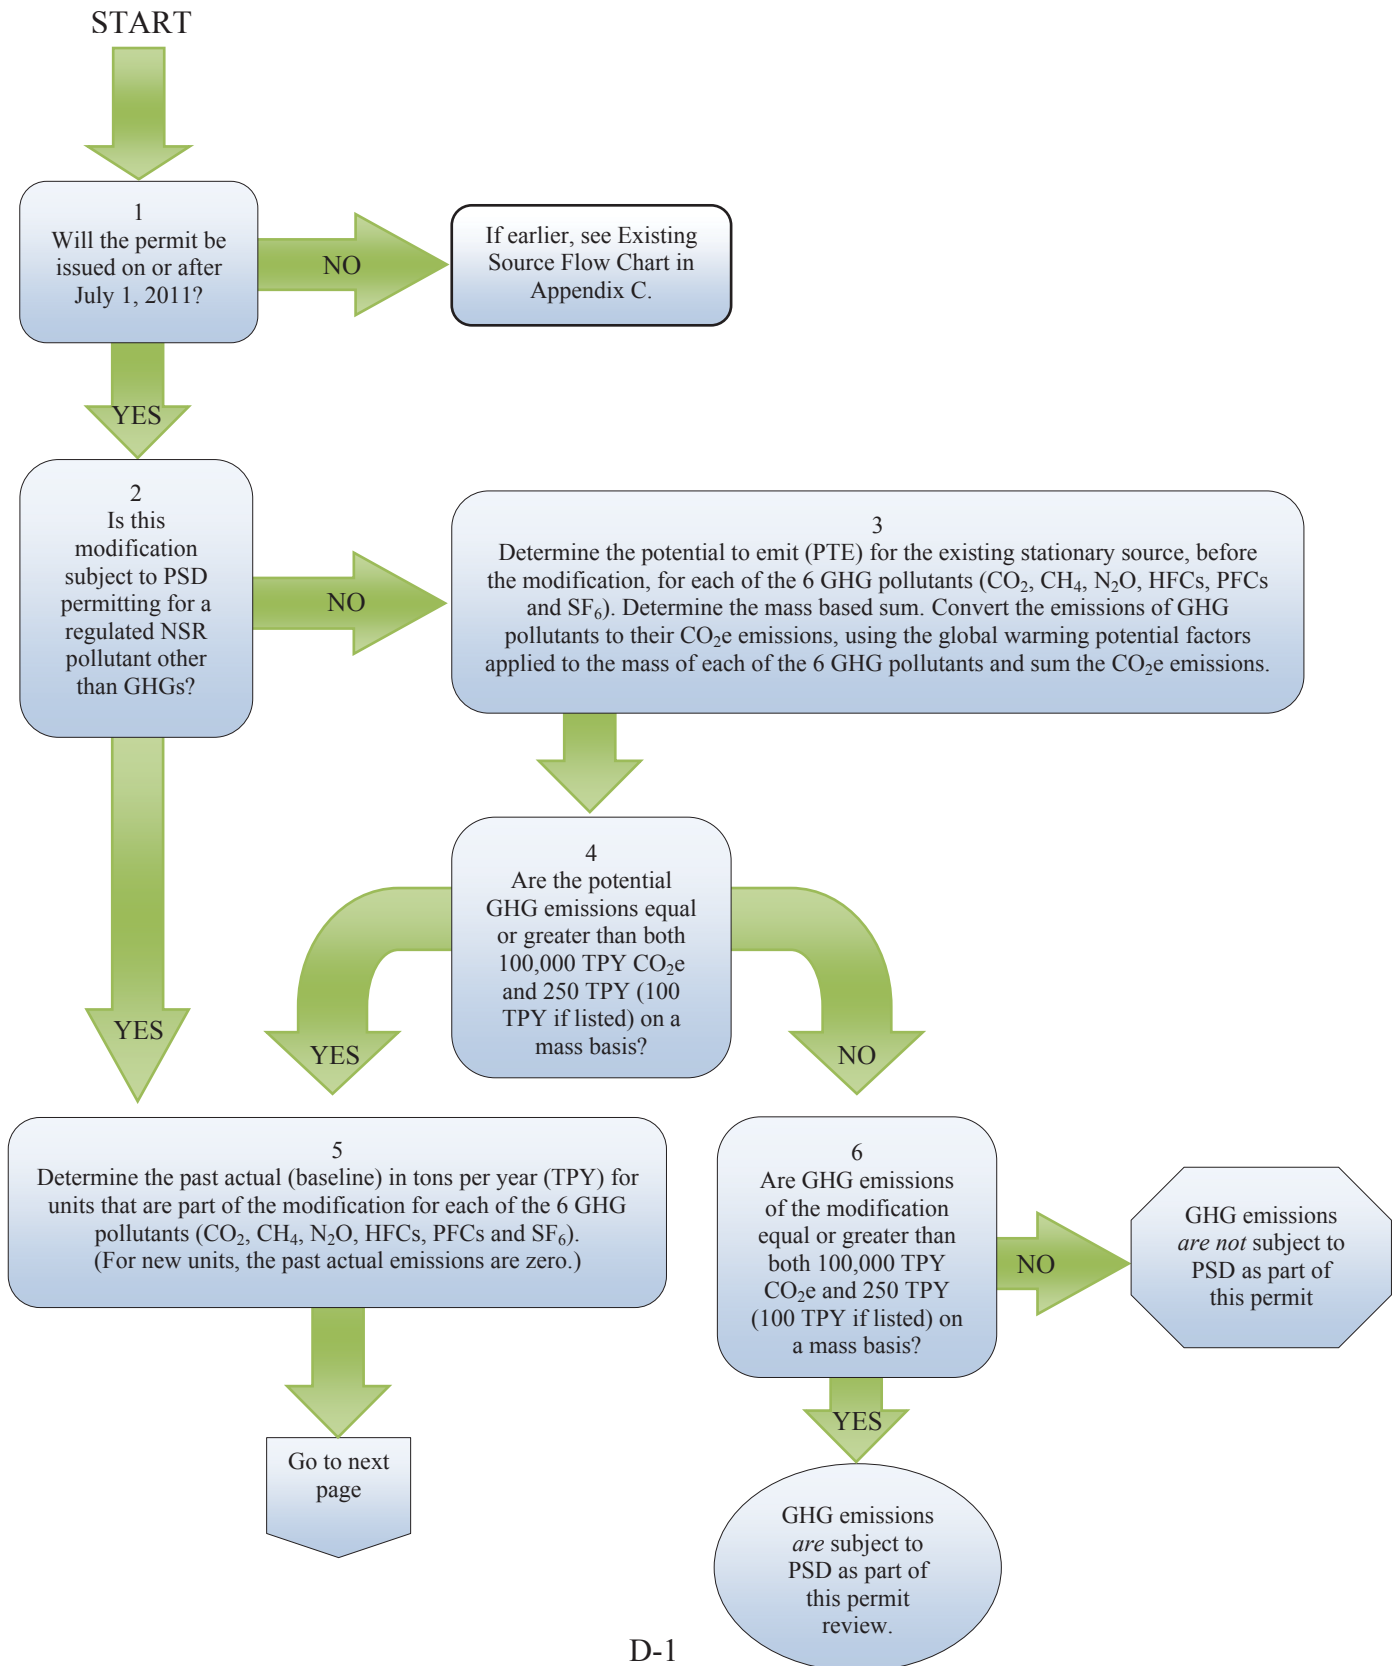 START
1
Will the permit be
issued on or after
July 1, 2011?
NO
If earlier, see Existing
Source Flow Chart in
Appendix C.
YES
2
Is this
modification
subject to PSD
permitting for a
regulated NSR
pollutant other
than GHGs?
NO
3
Determine the potential to emit (PTE) for the existing stationary source, before
the modification, for each of the 6 GHG pollutants (CO₂, CH₄, N₂O, HFCs, PFCs
and SF₆). Determine the mass based sum. Convert the emissions of GHG
pollutants to their CO₂e emissions, using the global warming potential factors
applied to the mass of each of the 6 GHG pollutants and sum the CO₂e emissions.
4
Are the potential
GHG emissions equal
or greater than both
100,000 TPY CO₂e
and 250 TPY (100
TPY if listed) on a
mass basis?
YES
YES
NO
5
Determine the past actual (baseline) in tons per year (TPY) for
units that are part of the modification for each of the 6 GHG
pollutants (CO₂, CH₄, N₂O, HFCs, PFCs and SF₆).
(For new units, the past actual emissions are zero.)
6
Are GHG emissions
of the modification
equal or greater than
both 100,000 TPY
CO₂e and 250 TPY
(100 TPY if listed) on
a mass basis?
NO
GHG emissions
are not subject to
PSD as part of
this permit
YES
Go to next
page
GHG emissions
are subject to
PSD as part of
this permit
review.
D-1